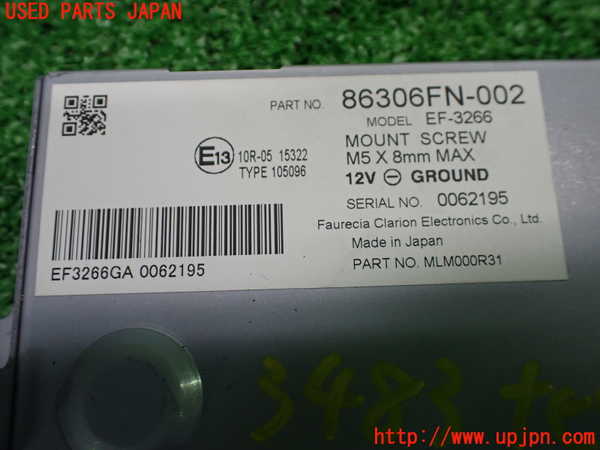 USED PARTS JAPAN
PART NO. 86306FN-002
MODEL EF-3266
E13 10R-05 15322
TYPE 105096
MOUNT SCREW
M5 X 8mm MAX
12V ⊖ GROUND
SERIAL NO. 0062195
Faurecia Clarion Electronics Co., Ltd.
Made in Japan
PART NO. MLM000R31
EF3266GA 0062195
3483
http://www.upjpn.com/